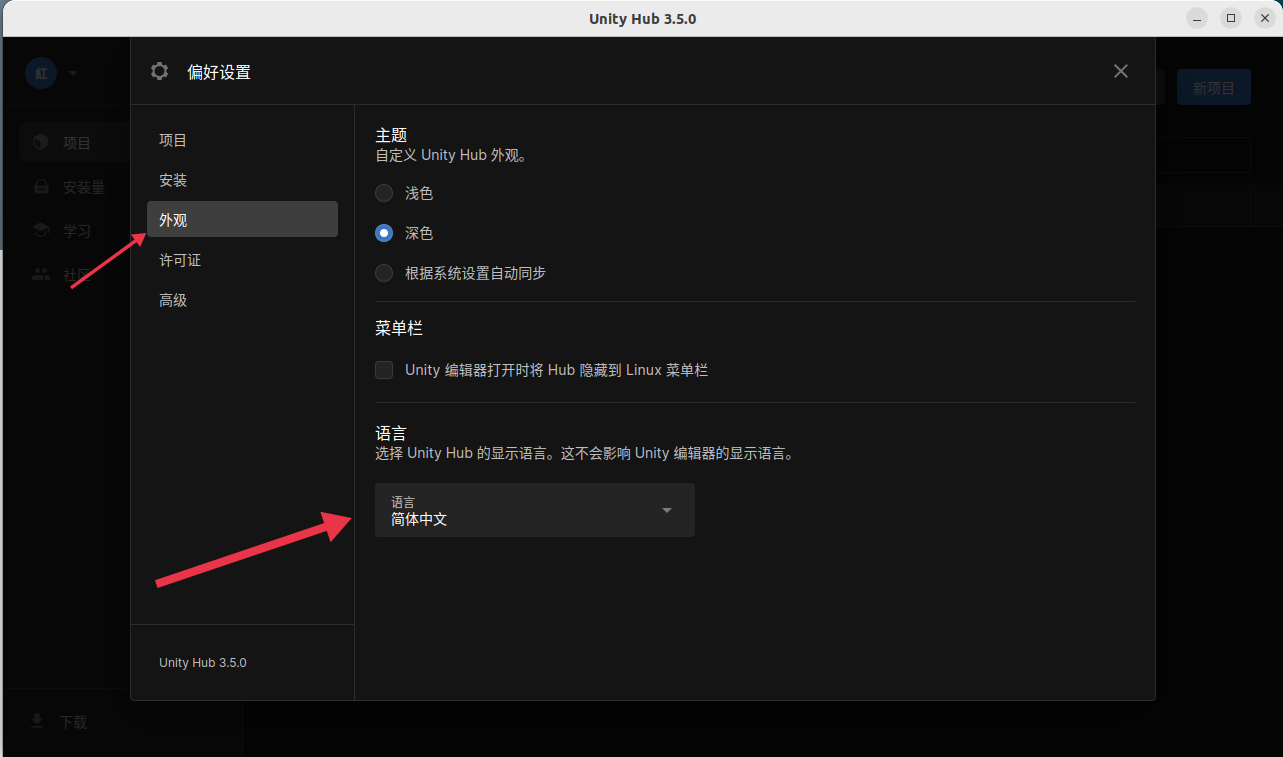 Unity Hub 3.5.0
偏好设置
新项目
项目
安装量
学习
社区
下载
项目
安装
外观
许可证
高级
Unity Hub 3.5.0
主题
自定义 Unity Hub 外观。
浅色
深色
根据系统设置自动同步
菜单栏
Unity 编辑器打开时将 Hub 隐藏到 Linux 菜单栏
语言
选择 Unity Hub 的显示语言。这不会影响 Unity 编辑器的显示语言。
语言
简体中文